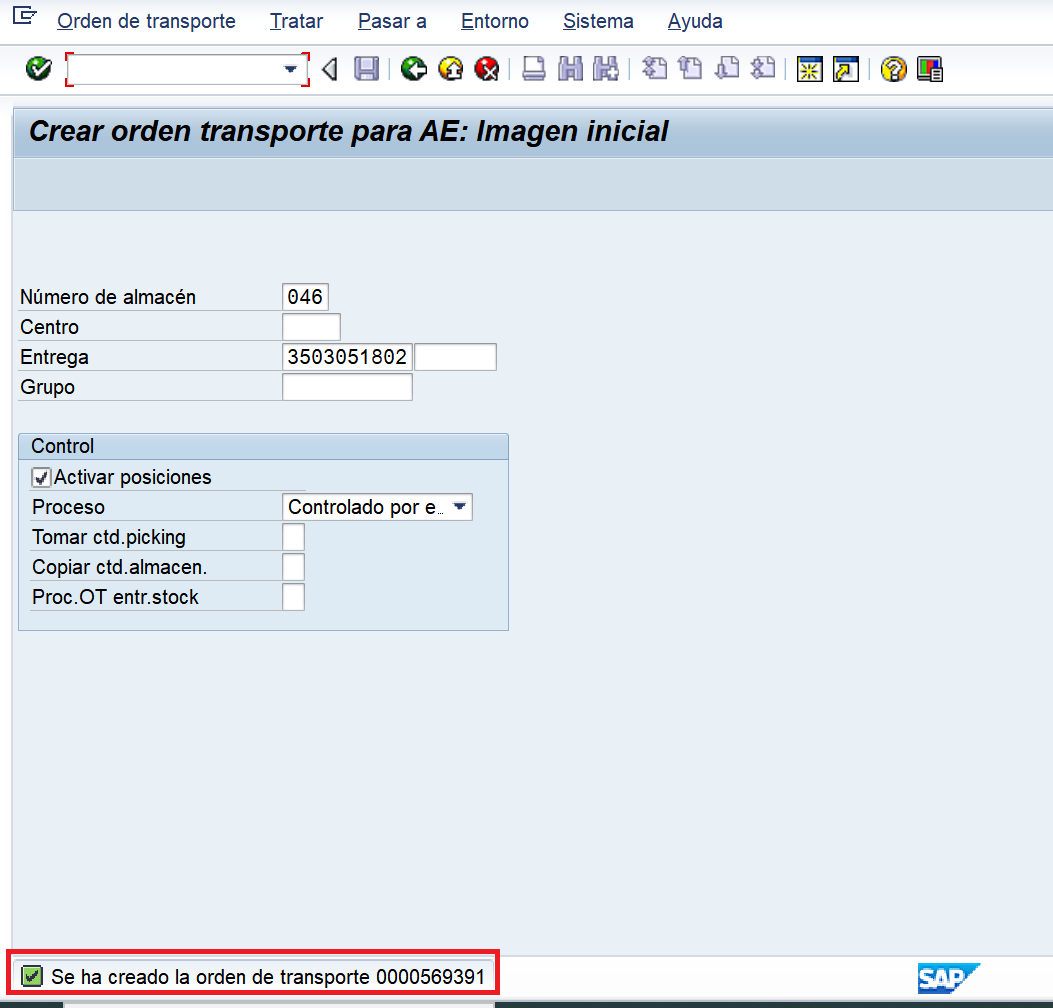 Orden de transporte Tratar Pasar a Entorno Sistema Ayuda
Crear orden transporte para AE: Imagen inicial
Número de almacén 046
Centro
Entrega 3503051802
Grupo
Control
Activar posiciones
Proceso Controlado por e…
Tomar ctd.picking
Copiar ctd.almacen.
Proc.OT entr.stock
Se ha creado la orden de transporte 0000569391
SAP